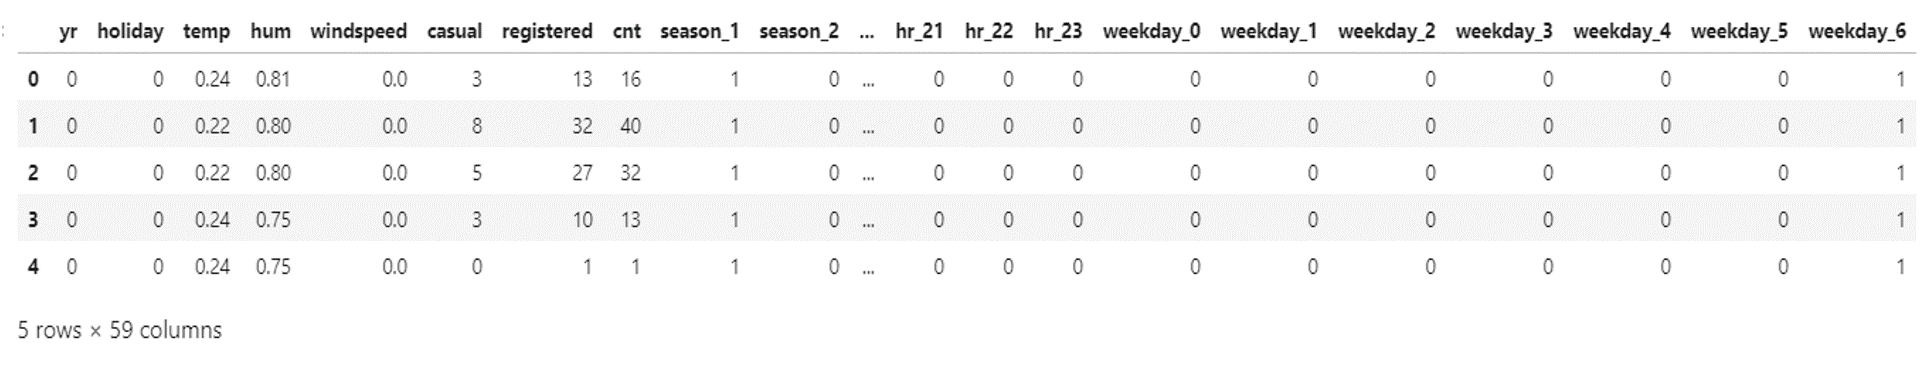 yr holiday temp hum windspeed casual registered cnt season_1 season_2 ... hr_21 hr_22 hr_23 weekday_0 weekday_1 weekday_2 weekday_3 weekday_4 weekday_5 weekday_6
0 0 0 0.24 0.81 0.0 3 13 16 1 0 ... 0 0 0 0 0 0 0 0 0 1
1 0 0 0.22 0.80 0.0 8 32 40 1 0 ... 0 0 0 0 0 0 0 0 0 1
2 0 0 0.22 0.80 0.0 5 27 32 1 0 ... 0 0 0 0 0 0 0 0 0 1
3 0 0 0.24 0.75 0.0 3 10 13 1 0 ... 0 0 0 0 0 0 0 0 0 1
4 0 0 0.24 0.75 0.0 0 1 1 1 0 ... 0 0 0 0 0 0 0 0 0 1
5 rows × 59 columns